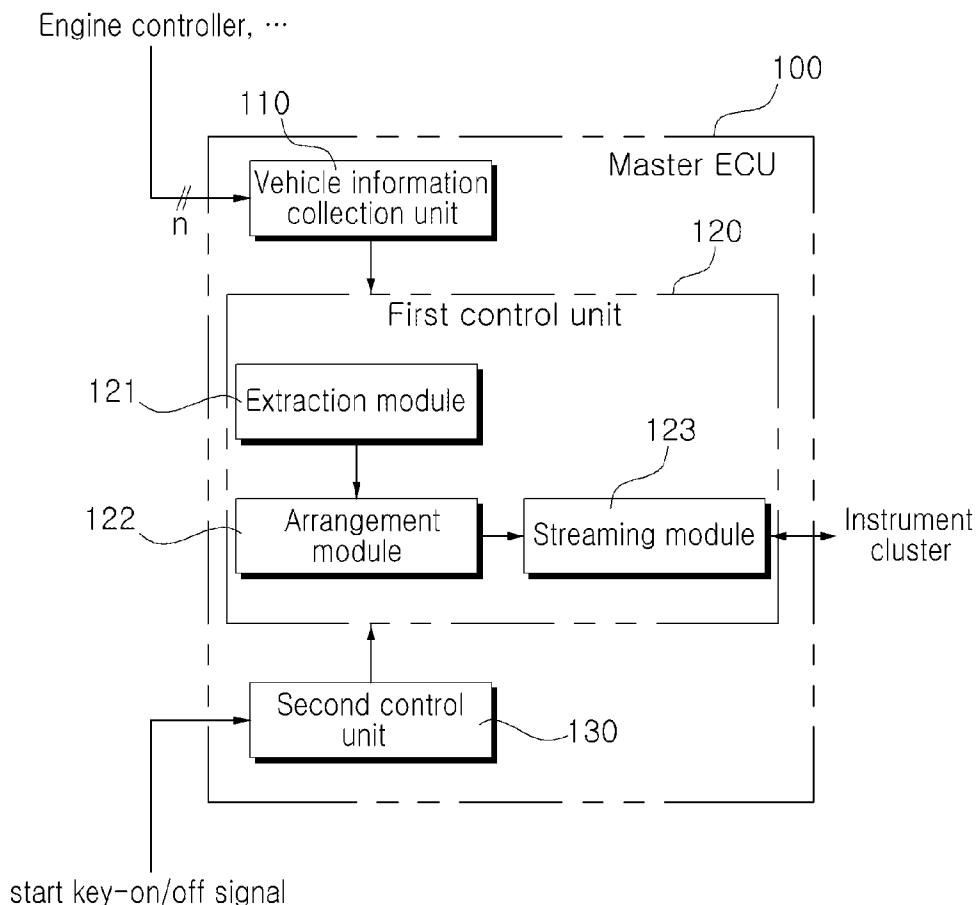 Engine controller, ···
100
110
Master ECU
Vehicle information
collection unit
n
120
First control unit
121
Extraction module
123
122
Arrangement
module
Streaming module
Instrument
cluster
Second control
unit
130
start key-on/off signal